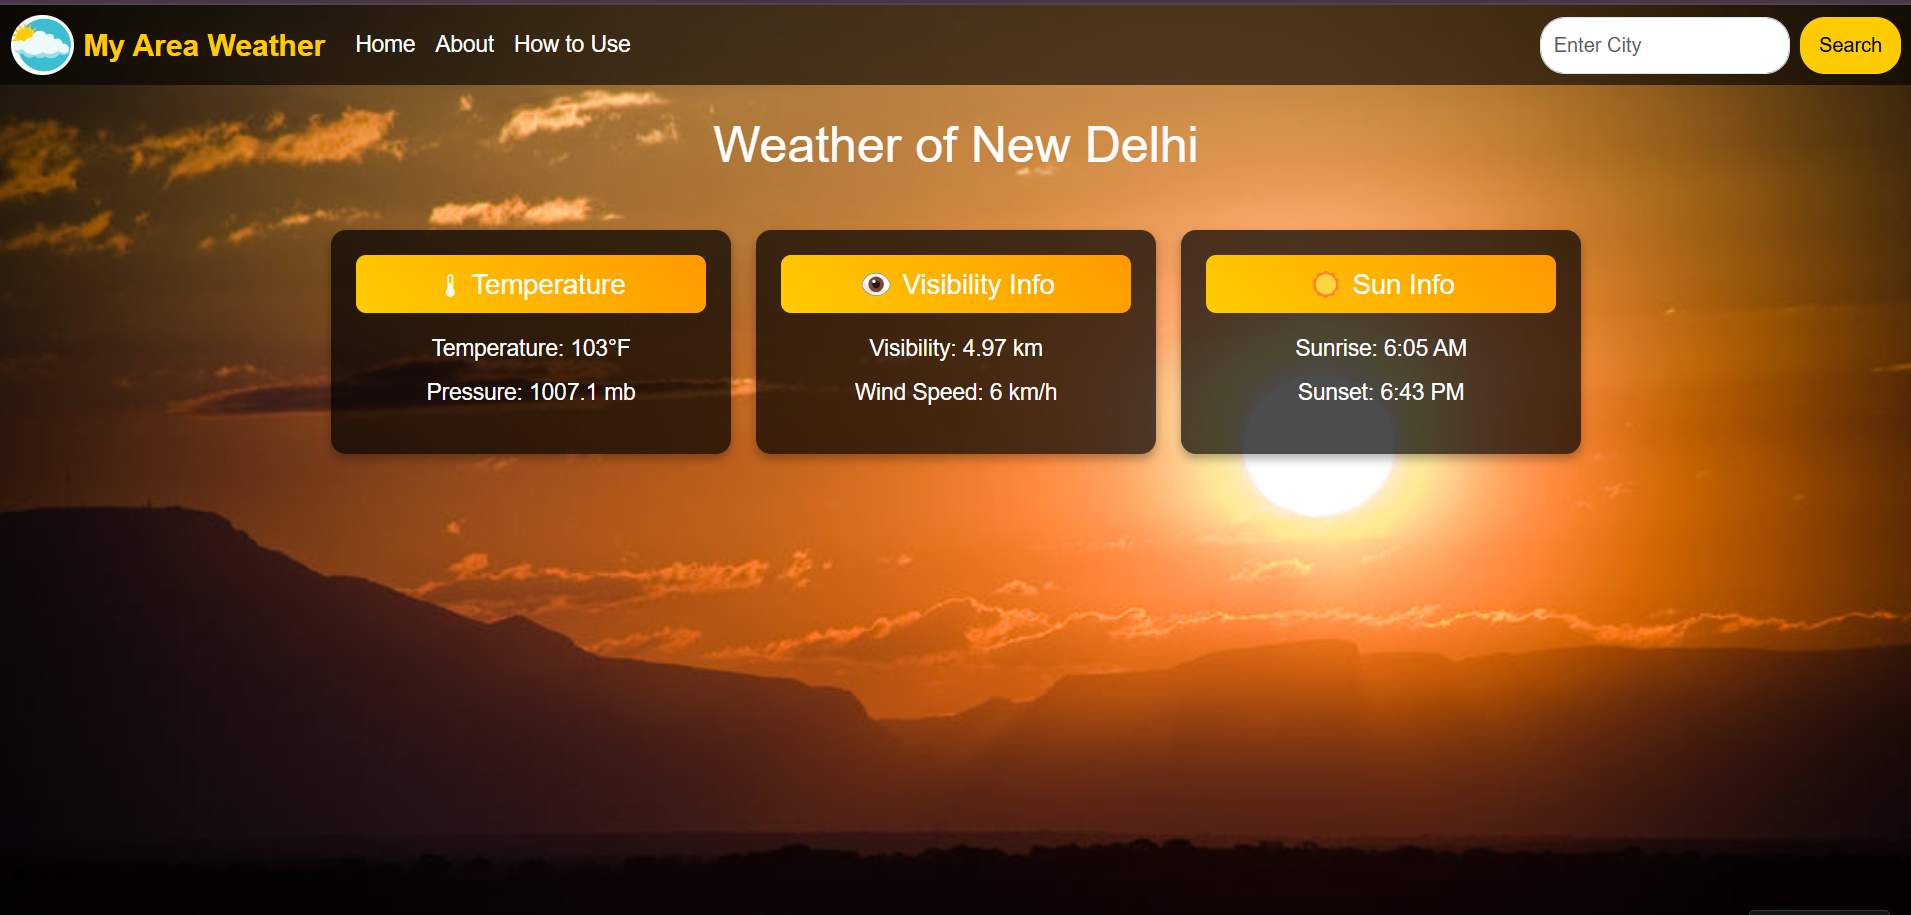 My Area Weather
Home About How to Use
Enter City
Search
Weather of New Delhi
🌡 Temperature
Temperature: 103°F
Pressure: 1007.1 mb
👁 Visibility Info
Visibility: 4.97 km
Wind Speed: 6 km/h
☀ Sun Info
Sunrise: 6:05 AM
Sunset: 6:43 PM